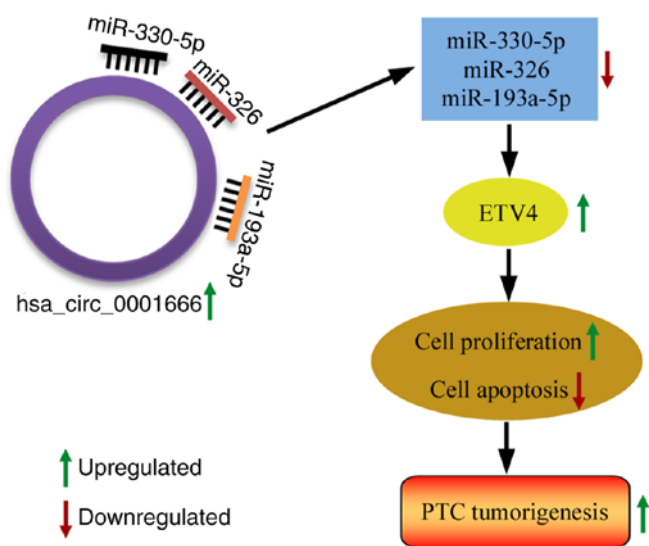 miR-330-5p
miR-326
miR-193a-5p
hsa_circ_0001666
miR-330-5p
miR-326
miR-193a-5p
ETV4
Cell proliferation
Cell apoptosis
PTC tumorigenesis
Upregulated
Downregulated